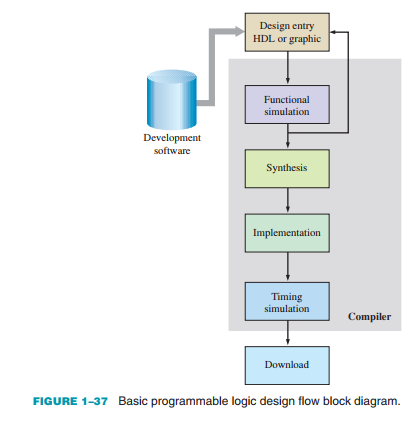 Design entry
HDL or graphic
Functional
simulation
Development
software
Synthesis
Implementation
Timing
simulation
Compiler
Download
FIGURE 1–37 Basic programmable logic design flow block diagram.